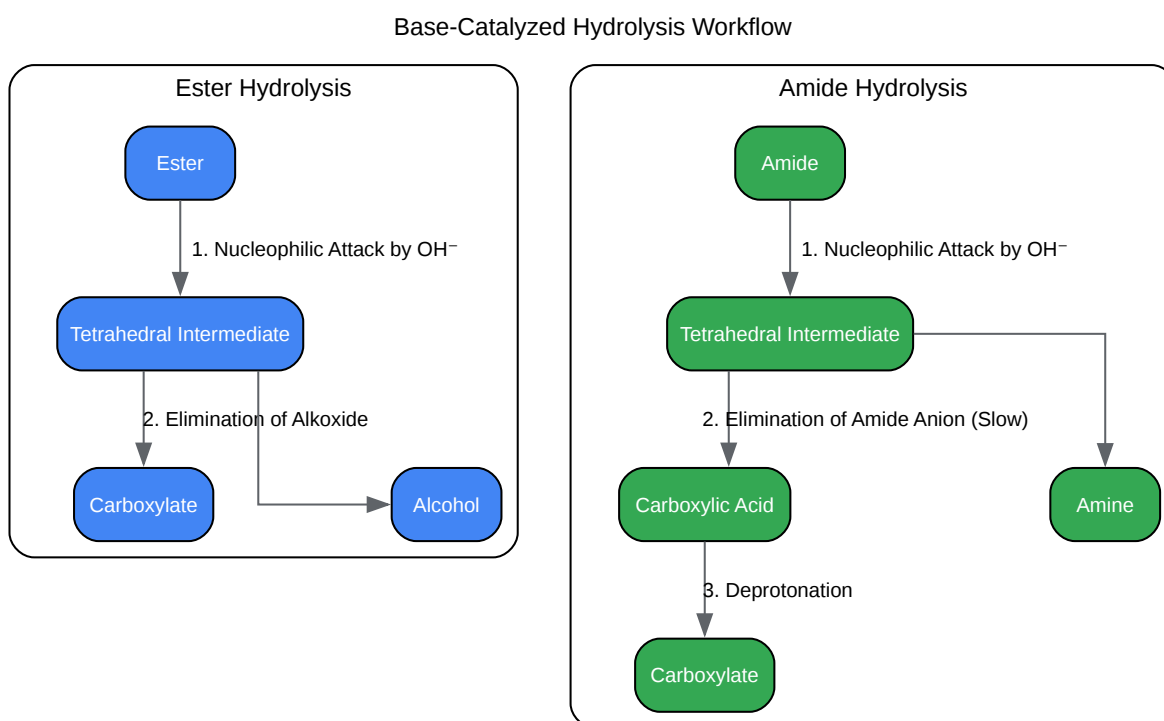 Base-Catalyzed Hydrolysis Workflow
Ester Hydrolysis
Ester
1. Nucleophilic Attack by OH⁻
Tetrahedral Intermediate
2. Elimination of Alkoxide
Carboxylate
Alcohol
Amide Hydrolysis
Amide
1. Nucleophilic Attack by OH⁻
Tetrahedral Intermediate
2. Elimination of Amide Anion (Slow)
Carboxylic Acid
Amine
3. Deprotonation
Carboxylate